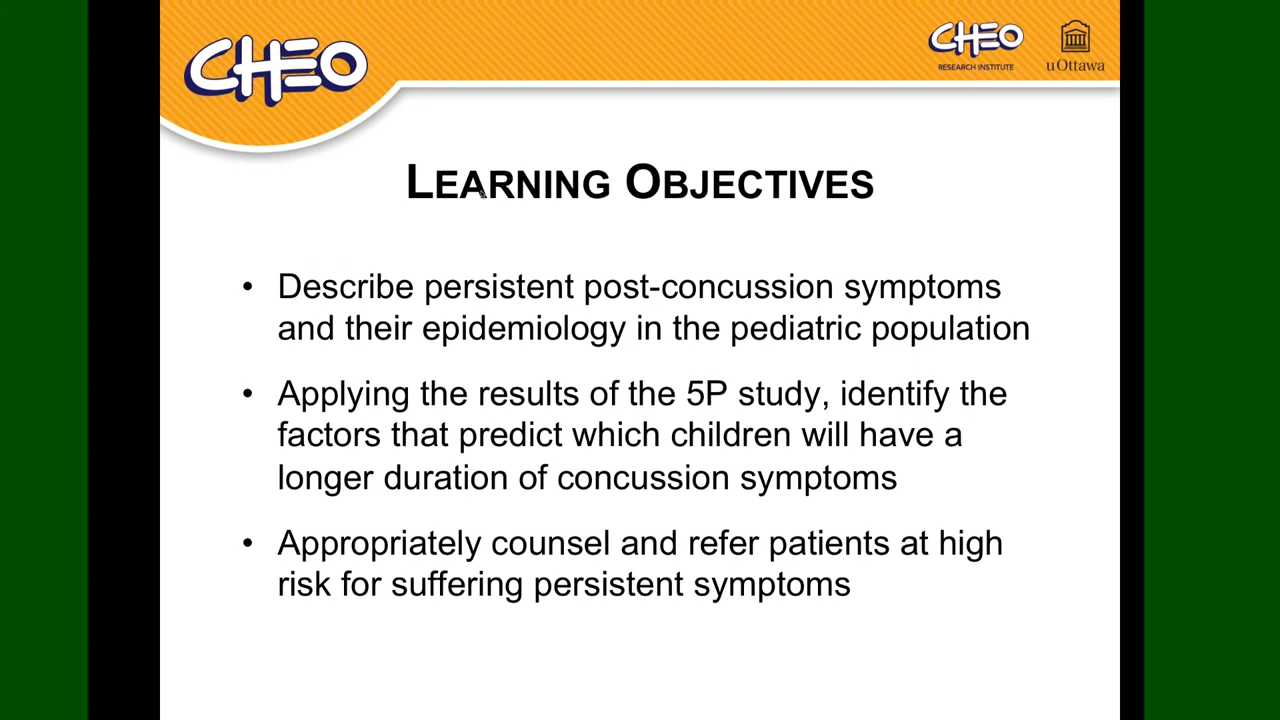 CHEO
CHEO
RESEARCH INSTITUTE
uOttawa
LEARNING OBJECTIVES
• Describe persistent post-concussion symptoms
and their epidemiology in the pediatric population
• Applying the results of the 5P study, identify the
factors that predict which children will have a
longer duration of concussion symptoms
• Appropriately counsel and refer patients at high
risk for suffering persistent symptoms